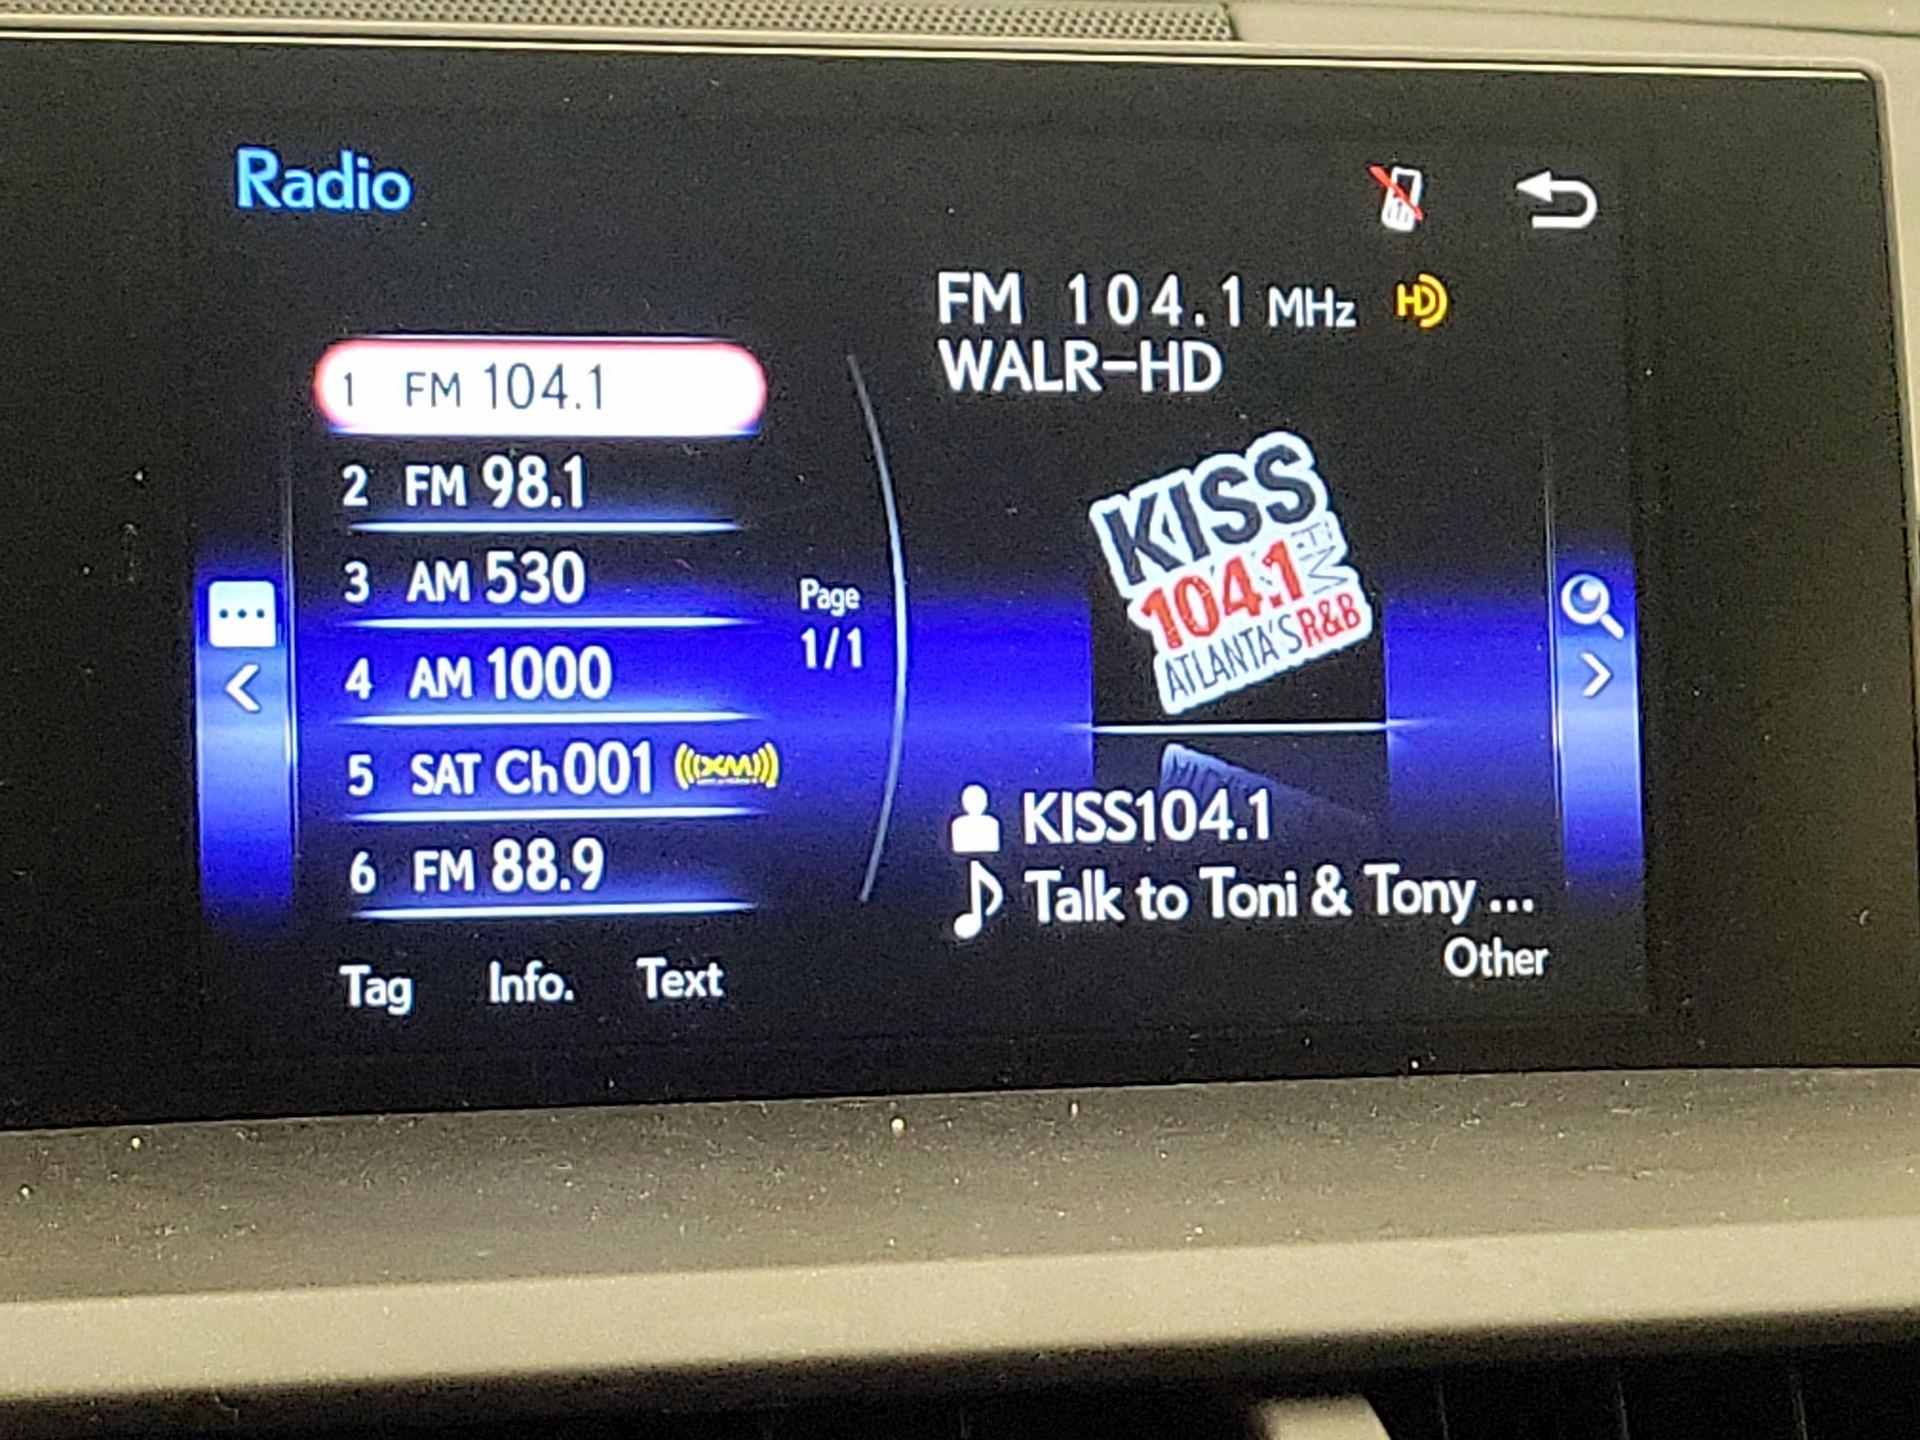 Radio
FM 104.1 MHz HD
WALR-HD
1 FM 104.1
2 FM 98.1
3 AM 530
4 AM 1000
5 SAT Ch001 XM
6 FM 88.9
Page
1/1
KISS
104.1 FM
ATLANTA'S R&B
KISS104.1
Talk to Toni & Tony ...
Other
Tag Info. Text